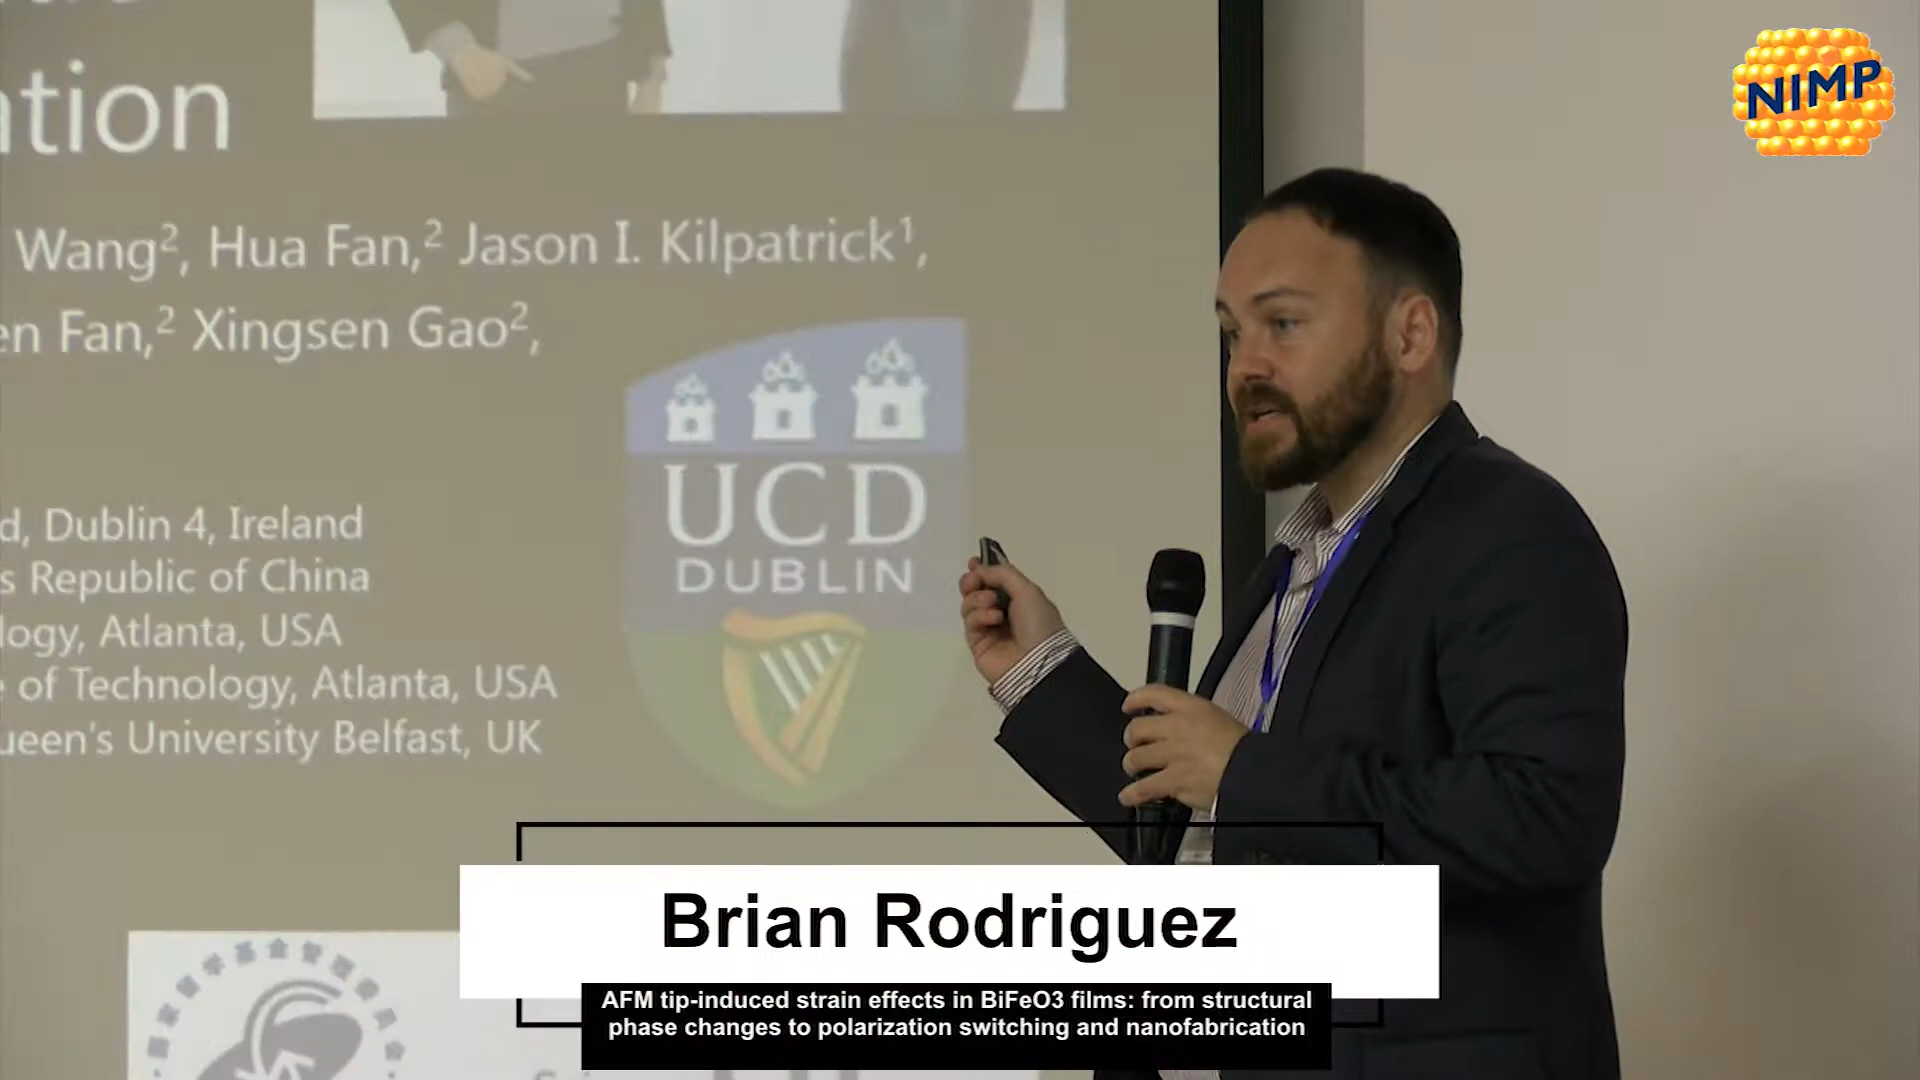 NIMP
ation
Wang², Hua Fan,² Jason I. Kilpatrick¹,
en Fan,² Xingsen Gao²,
UCD
DUBLIN
d, Dublin 4, Ireland
s Republic of China
logy, Atlanta, USA
e of Technology, Atlanta, USA
ueen's University Belfast, UK
Brian Rodriguez
AFM tip-induced strain effects in BiFeO3 films: from structural
phase changes to polarization switching and nanofabrication